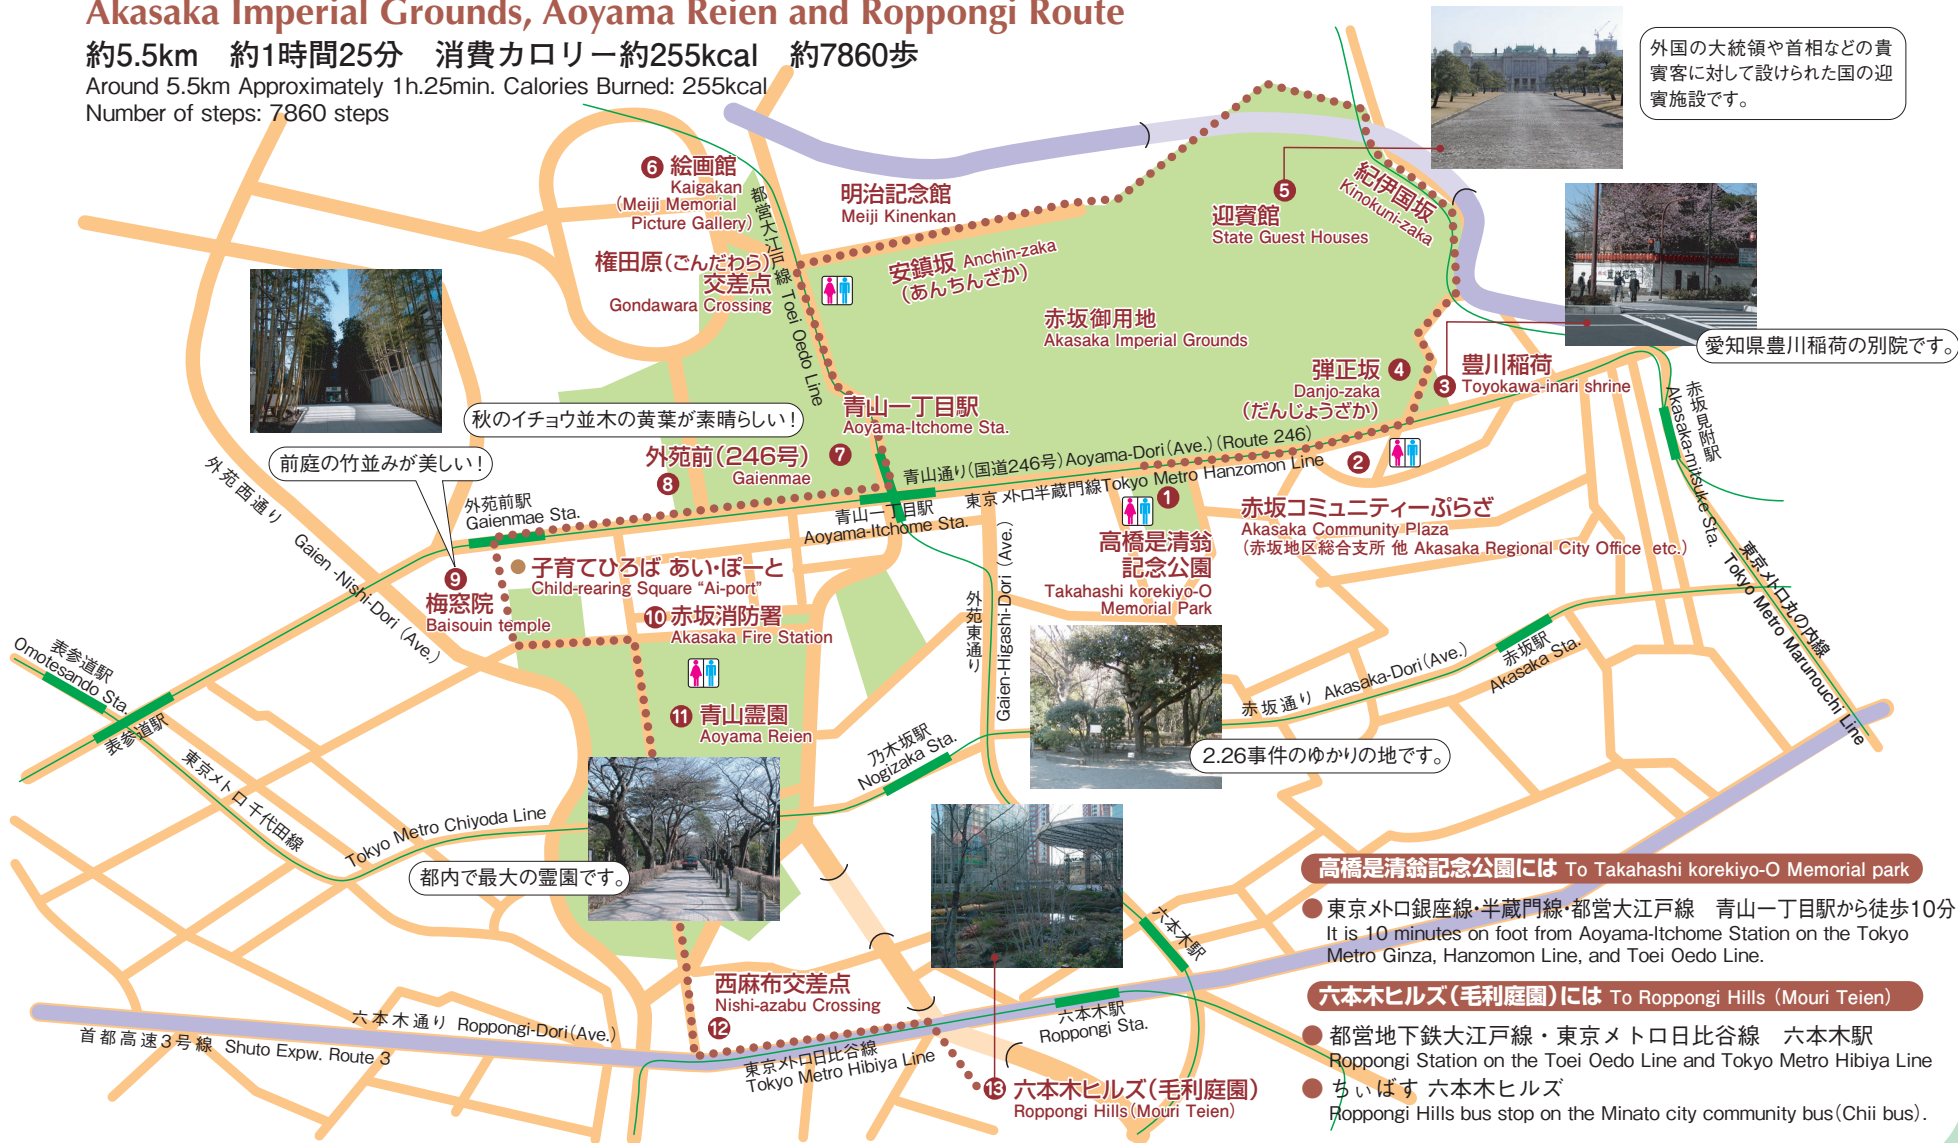 Akasaka Imperial Grounds, Aoyama Reien and Roppongi Route
約5.5km　約1時間25分　消費カロリー約255kcal　約7860歩
Around 5.5km Approximately 1h.25min. Calories Burned: 255kcal
Number of steps: 7860 steps
外国の大統領や首相などの貴
賓客に対して設けられた国の迎
賓施設です。
6 絵画館
Kaigakan
(Meiji Memorial
Picture Gallery)
都営大江戸線 Toei Oedo Line
明治記念館
Meiji Kinenkan
5
迎賓館
State Guest Houses
紀伊国坂
Kinokuni-zaka
権田原(ごんだわら)
交差点
Gondawara Crossing
安鎮坂 Anchin-zaka
(あんちんざか)
赤坂御用地
Akasaka Imperial Grounds
愛知県豊川稲荷の別院です。
弾正坂 4
Danjo-zaka
(だんじょうざか)
3 豊川稲荷
Toyokawa-inari shrine
赤坂見附駅
Akasaka-mitsuke Sta.
秋のイチョウ並木の黄葉が素晴らしい!
青山一丁目駅
Aoyama-Itchome Sta.
7
前庭の竹並みが美しい!
外苑前(246号)
Gaienmae
8
青山通り(国道246号)Aoyama-Dori(Ave.)(Route 246)
東京メトロ半蔵門線Tokyo Metro Hanzomon Line
2
1
外苑西通り Gaien -Nishi-Dori (Ave.)
外苑前駅
Gaienmae Sta.
青山一丁目駅
Aoyama-Itchome Sta.
赤坂コミュニティーぷらざ
Akasaka Community Plaza
(赤坂地区総合支所 他 Akasaka Regional City Office etc.)
高橋是清翁
記念公園
Takahashi korekiyo-O
Memorial Park
外苑東通り Gaien-Higashi-Dori (Ave.)
東京メトロ丸の内線
Tokyo Metro Marunouchi Line
子育てひろば あい・ぽーと
Child-rearing Square “Ai-port”
9
梅窓院
Baisouin temple
10 赤坂消防署
Akasaka Fire Station
表参道駅
Omotesando Sta.
表参道駅
赤坂通り Akasaka-Dori(Ave.)
赤坂駅
Akasaka Sta.
11 青山霊園
Aoyama Reien
乃木坂駅
Nogizaka Sta.
2.26事件のゆかりの地です。
東京メトロ千代田線
Tokyo Metro Chiyoda Line
都内で最大の霊園です。
六本木駅
西麻布交差点
Nishi-azabu Crossing
12
六本木通り Roppongi-Dori(Ave.)
首都高速3号線 Shuto Expw. Route 3
東京メトロ日比谷線
Tokyo Metro Hibiya Line
六本木駅
Roppongi Sta.
13 六本木ヒルズ(毛利庭園)
Roppongi Hills(Mouri Teien)
高橋是清翁記念公園には To Takahashi korekiyo-O Memorial park
● 東京メトロ銀座線・半蔵門線・都営大江戸線　青山一丁目駅から徒歩10分
It is 10 minutes on foot from Aoyama-Itchome Station on the Tokyo
Metro Ginza, Hanzomon Line, and Toei Oedo Line.
六本木ヒルズ(毛利庭園)には To Roppongi Hills (Mouri Teien)
● 都営地下鉄大江戸線・東京メトロ日比谷線　六本木駅
Roppongi Station on the Toei Oedo Line and Tokyo Metro Hibiya Line
● ちぃばす 六本木ヒルズ
Roppongi Hills bus stop on the Minato city community bus(Chii bus).